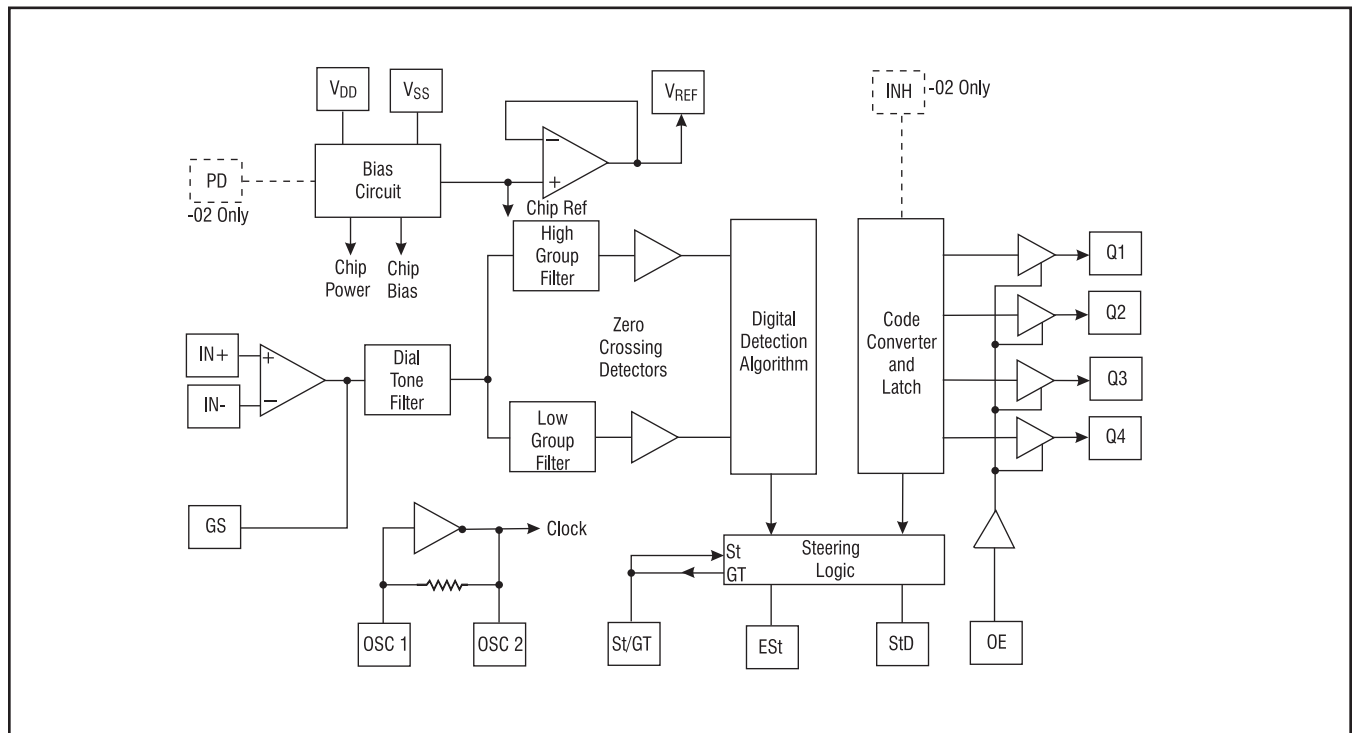 VDD
VSS
VREF
INH
-02 Only
PD
-02 Only
Bias
Circuit
−
+
Chip Ref
Chip
Power
Chip
Bias
High
Group
Filter
Zero
Crossing
Detectors
Digital
Detection
Algorithm
Code
Converter
and
Latch
Q1
Q2
Q3
Q4
IN+
IN-
+
−
Dial
Tone
Filter
Low
Group
Filter
GS
Clock
St
GT
Steering
Logic
OSC 1
OSC 2
St/GT
ESt
StD
OE